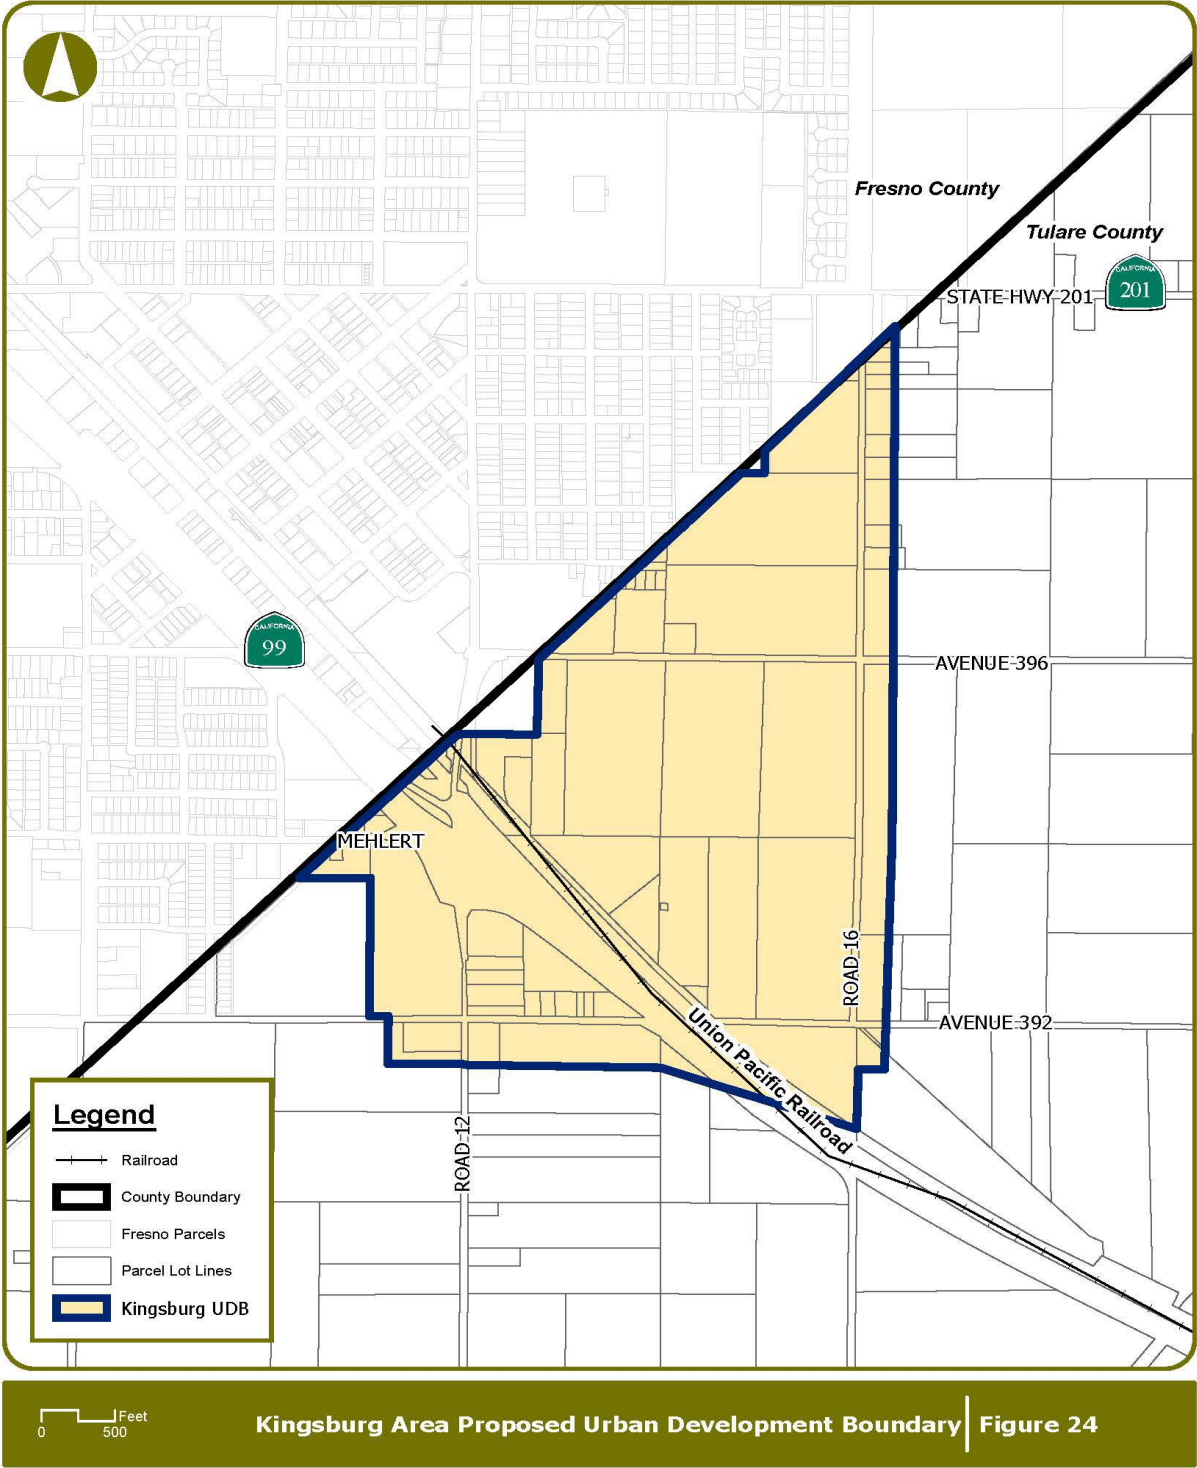 Fresno County
Tulare County
STATE HWY 201
CALIFORNIA
201
CALIFORNIA
99
AVENUE 396
MEHLERT
ROAD 16
AVENUE 392
Union Pacific Railroad
ROAD 12
Legend
Railroad
County Boundary
Fresno Parcels
Parcel Lot Lines
Kingsburg UDB
Feet
0 500
Kingsburg Area Proposed Urban Development Boundary
Figure 24